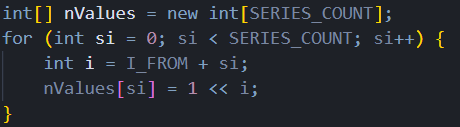 int[] nValues = new int[SERIES_COUNT];
for (int si = 0; si < SERIES_COUNT; si++) {
    int i = I_FROM + si;
    nValues[si] = 1 << i;
}